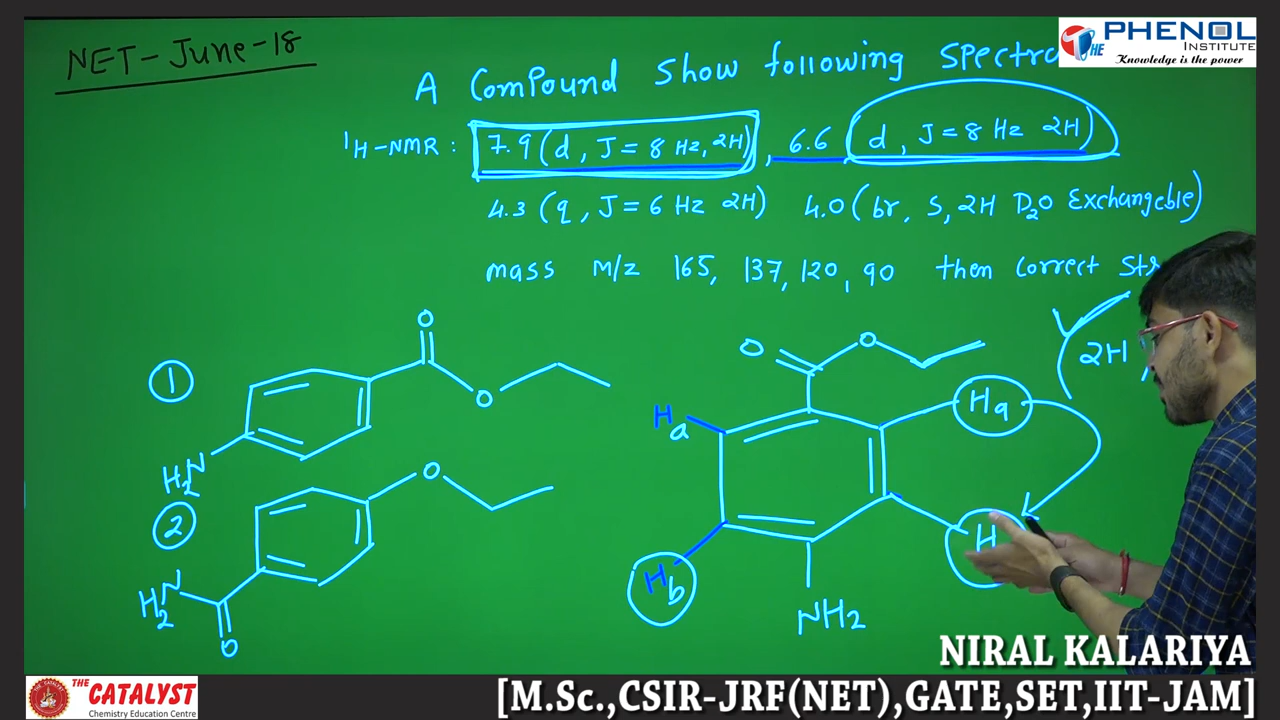 NET-June-18
THE PHENOL
INSTITUTE
Knowledge is the power
A Compound Show following
¹H-NMR : 7.9 (d, J = 8 Hz, 2H), 6.6 (d, J = 8 Hz 2H)
4.3 (q, J = 6 Hz 2H) 4.0 (br, S, 2H D₂O Exchangeble)
mass M/z 165, 137, 120, 90 then correct
① O
O
H₂N
② O
H₂N
O
O O
Ha
Ha
2H,
Hb
H
NH2
NIRAL KALARIYA
THE CATALYST
Chemistry Education Centre
[M.Sc.,CSIR-JRF(NET),GATE,SET,IIT-JAM]